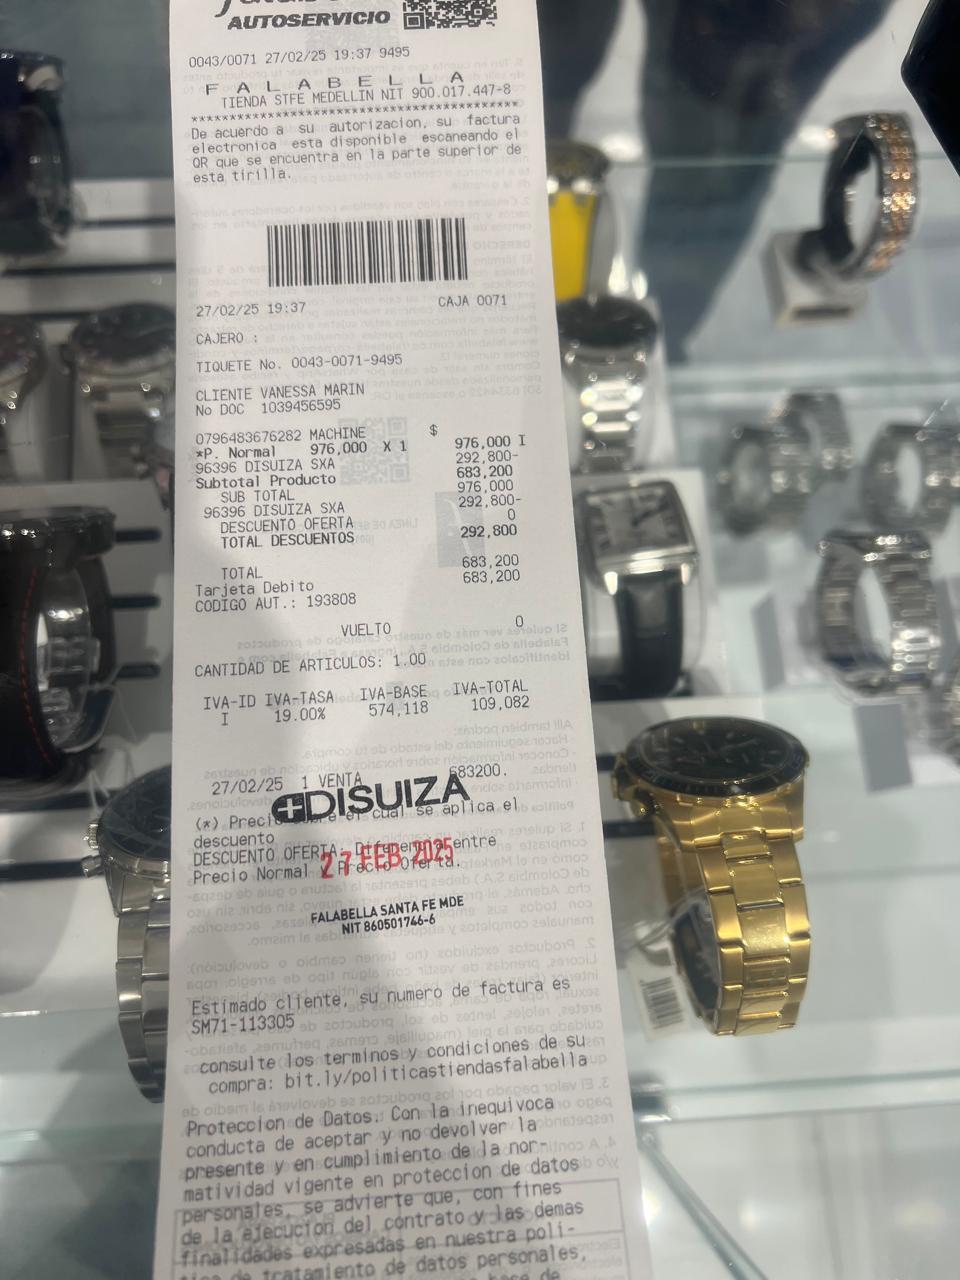 AUTOSERVICIO
0043/0071 27/02/25 19:37 9495
F A L A B E L L A
TIENDA STFE MEDELLIN NIT 900.017.447-8
****************************************
De acuerdo a su autorizacion, su factura
electronica esta disponible escaneando el
QR que se encuentra en la parte superior de
esta tirilla.
27/02/25 19:37 CAJA 0071
CAJERO :
TIQUETE No. 0043-0071-9495
CLIENTE VANESSA MARIN
No DOC 1039456595
$
0796483676282 MACHINE 976,000 I
*P. Normal 976,000 X 1
96396 DISUIZA SXA 292,800-
Subtotal Producto 683,200
SUB TOTAL 976,000
96396 DISUIZA SXA 292,800-
DESCUENTO OFERTA 0
TOTAL DESCUENTOS 292,800
TOTAL 683,200
Tarjeta Debito 683,200
CODIGO AUT.: 193808
VUELTO 0
CANTIDAD DE ARTICULOS: 1.00
IVA-ID IVA-TASA IVA-BASE IVA-TOTAL
I 19.00% 574,118 109,082
27/02/25 1 VENTA 683200.
DISUIZA
(*) Precio sobre el cual se aplica el
descuento
DESCUENTO OFERTA: Diferencia entre
Precio Normal y Precio Oferta.
27 FEB 2025
FALABELLA SANTA FE MDE
NIT 860501746-6
Estimado cliente, su numero de factura es
SM71-113305
consulte los terminos y condiciones de su
compra: bit.ly/politicastiendasfalabella
Proteccion de Datos. Con la inequivoca
conducta de aceptar y no devolver la
presente y en cumplimiento de la nor-
matividad vigente en proteccion de datos
personales, se advierte que, con fines
de la ejecucion del contrato y las demas
finalidades expresadas en nuestra poli-
tica de tratamiento de datos personales,